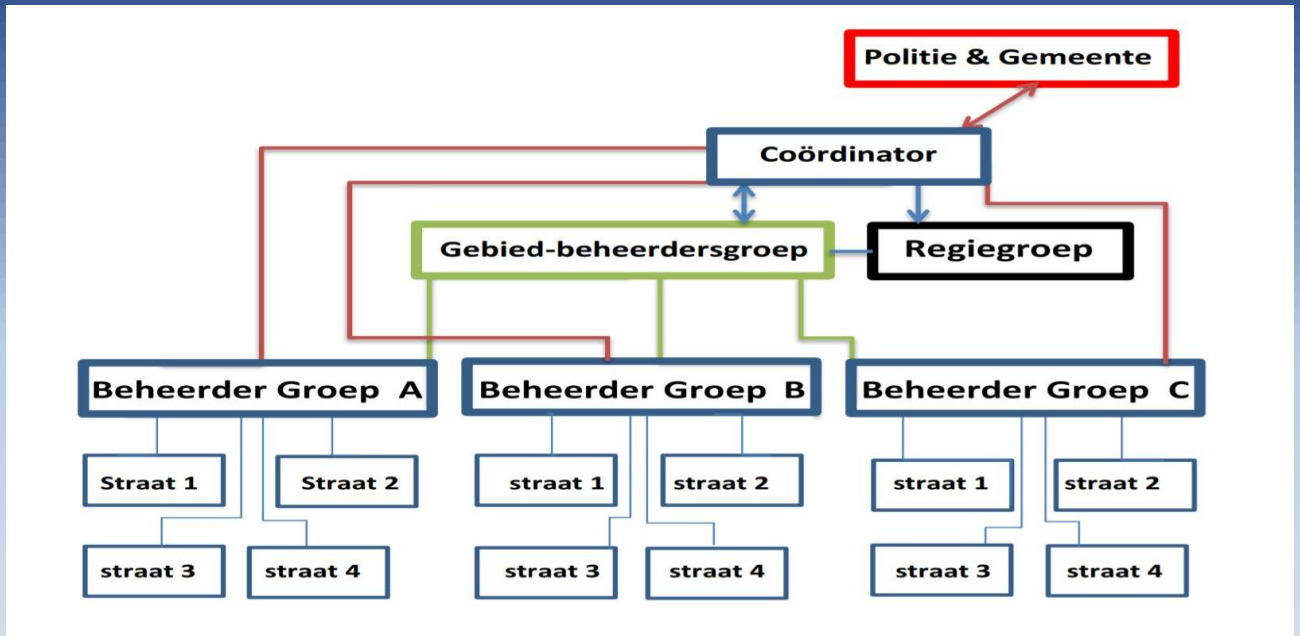 Politie & Gemeente
Coördinator
Gebied-beheerdersgroep
Regiegroep
Beheerder Groep A
Beheerder Groep B
Beheerder Groep C
Straat 1
Straat 2
straat 1
straat 2
straat 1
straat 2
straat 3
straat 4
straat 3
straat 4
straat 3
straat 4